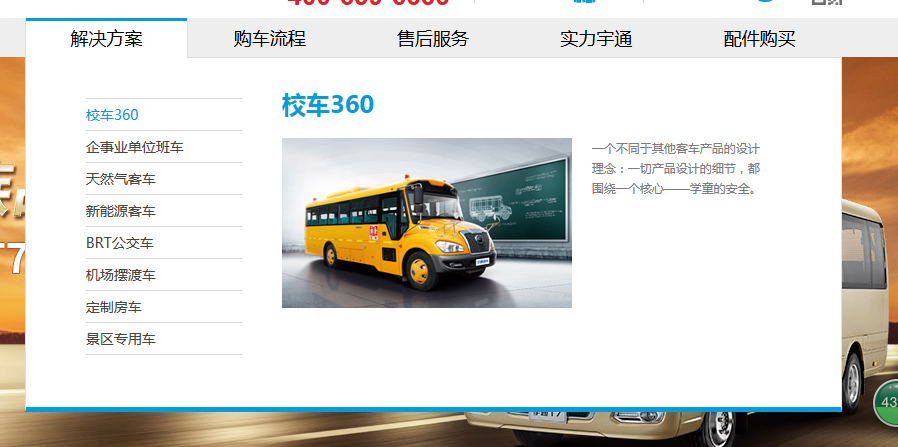 解决方案
购车流程
售后服务
实力宇通
配件购买
校车360
企事业单位班车
天然气客车
新能源客车
BRT公交车
机场摆渡车
定制房车
景区专用车
校车360
一个不同于其他客车产品的设计
理念：一切产品设计的细节，都
围绕一个核心——学童的安全。